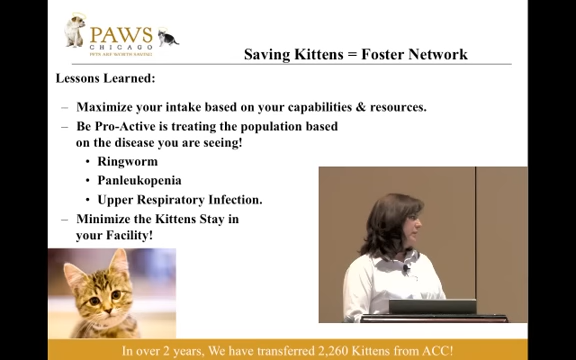 PAWS
CHICAGO
PETS ARE WORTH SAVING
Saving Kittens = Foster Network
Lessons Learned:
– Maximize your intake based on your capabilities & resources.
– Be Pro-Active is treating the population based
on the disease you are seeing!
• Ringworm
• Panleukopenia
• Upper Respiratory Infection.
– Minimize the Kittens Stay in
your Facility!
In over 2 years, We have transferred 2,260 Kittens from ACC!